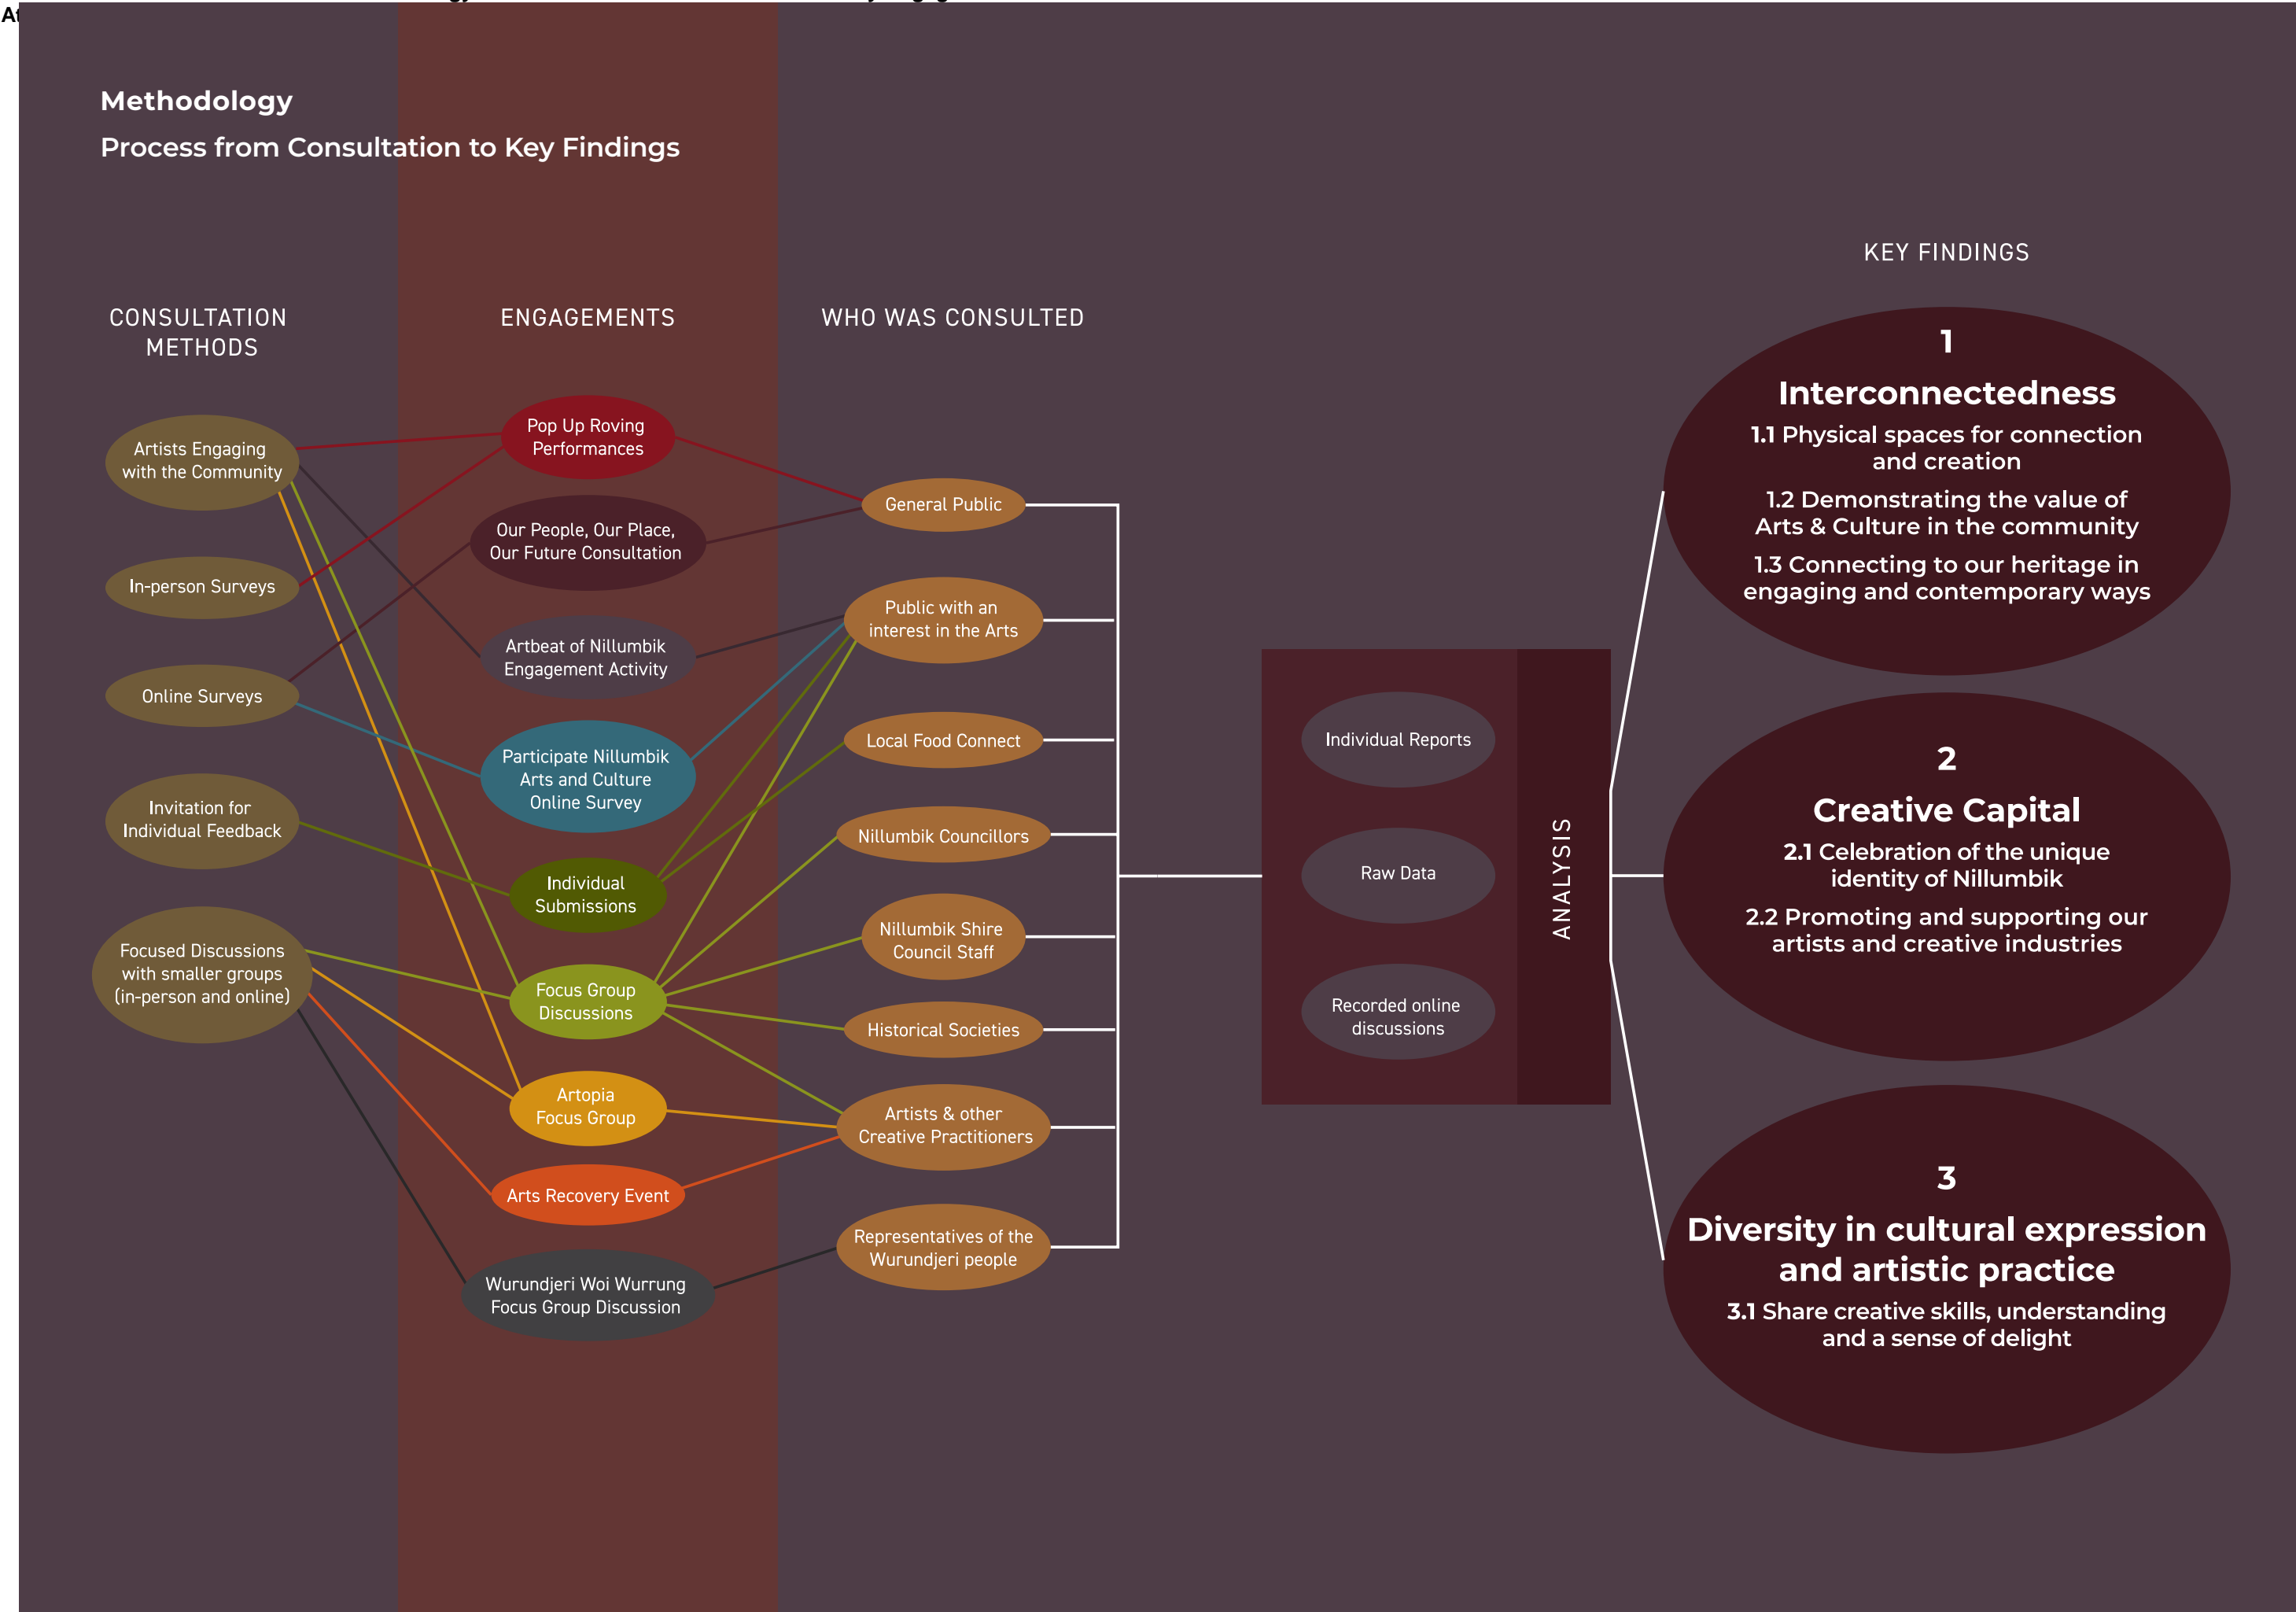 Methodology
Process from Consultation to Key Findings
CONSULTATION
METHODS
Artists Engaging
with the Community
In-person Surveys
Online Surveys
Invitation for
Individual Feedback
Focused Discussions
with smaller groups
(in-person and online)
ENGAGEMENTS
Pop Up Roving
Performances
Our People, Our Place,
Our Future Consultation
Artbeat of Nillumbik
Engagement Activity
Participate Nillumbik
Arts and Culture
Online Survey
Individual
Submissions
Focus Group
Discussions
Artopia
Focus Group
Arts Recovery Event
Wurundjeri Woi Wurrung
Focus Group Discussion
WHO WAS CONSULTED
General Public
Public with an
interest in the Arts
Local Food Connect
Nillumbik Councillors
Nillumbik Shire
Council Staff
Historical Societies
Artists & other
Creative Practitioners
Representatives of the
Wurundjeri people
Individual Reports
Raw Data
Recorded online
discussions
ANALYSIS
KEY FINDINGS
1
Interconnectedness
1.1 Physical spaces for connection
and creation
1.2 Demonstrating the value of
Arts & Culture in the community
1.3 Connecting to our heritage in
engaging and contemporary ways
2
Creative Capital
2.1 Celebration of the unique
identity of Nillumbik
2.2 Promoting and supporting our
artists and creative industries
3
Diversity in cultural expression
and artistic practice
3.1 Share creative skills, understanding
and a sense of delight